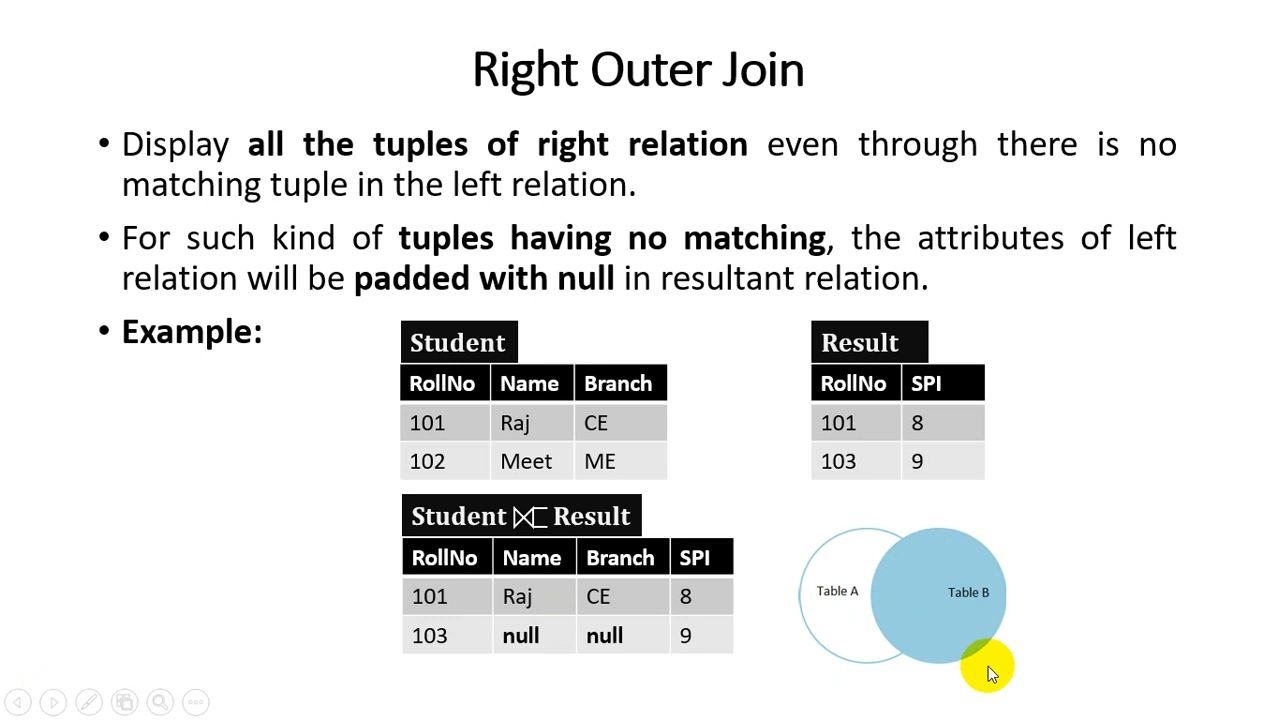 Right Outer Join
• Display all the tuples of right relation even through there is no
matching tuple in the left relation.
• For such kind of tuples having no matching, the attributes of left
relation will be padded with null in resultant relation.
• Example:
Student
RollNo Name Branch
101 Raj CE
102 Meet ME
Result
RollNo SPI
101 8
103 9
Student ⟖ Result
RollNo Name Branch SPI
101 Raj CE 8
103 null null 9
Table A
Table B